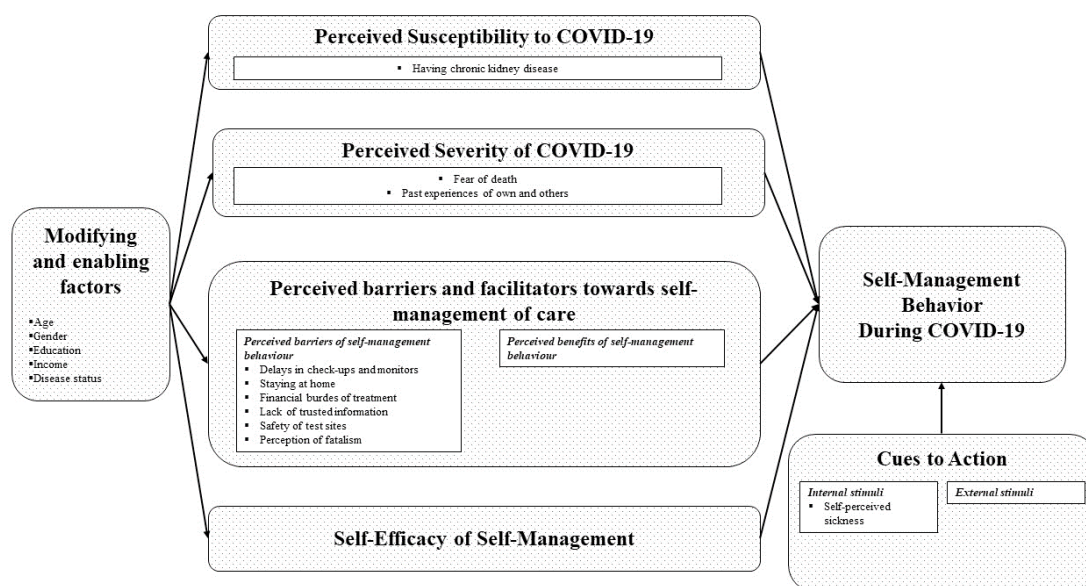 Perceived Susceptibility to COVID-19
▪ Having chronic kidney disease
Perceived Severity of COVID-19
▪ Fear of death
▪ Past experiences of own and others
Modifying
and enabling
factors
▪Age
▪Gender
▪Education
▪Income
▪Disease status
Perceived barriers and facilitators towards self-
management of care
Perceived barriers of self-management
behaviour
▪ Delays in check-ups and monitors
▪ Staying at home
▪ Financial burdes of treatment
▪ Lack of trusted information
▪ Safety of test sites
▪ Perception of fatalism
Perceived benefits of self-management
behaviour
Self-Efficacy of Self-Management
Self-Management
Behavior
During COVID-19
Cues to Action
Internal stimuli
▪ Self-perceived
sickness
External stimuli